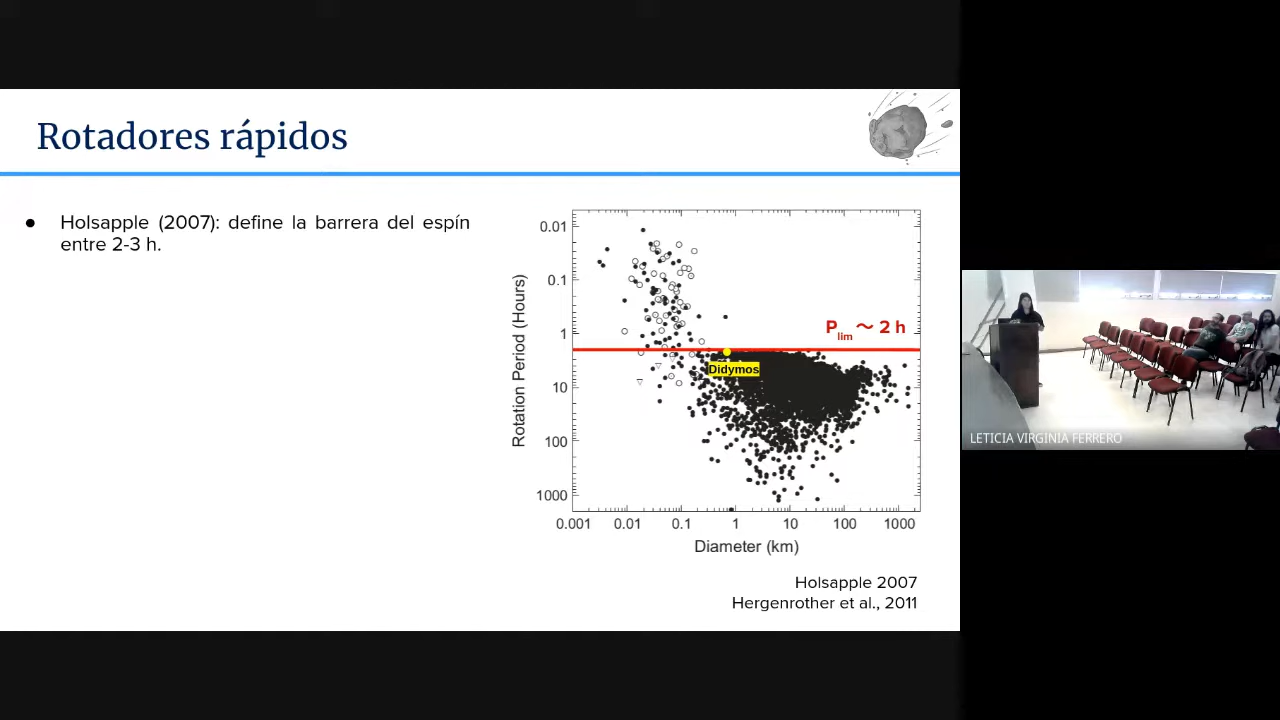 Rotadores rápidos
● Holsapple (2007): define la barrera del espín
entre 2-3 h.
Rotation Period (Hours)
0.01
0.1
1
10
100
1000
P lim ~ 2 h
Didymos
0.001 0.01 0.1 1 10 100 1000
Diameter (km)
Holsapple 2007
Hergenrother et al., 2011
LETICIA VIRGINIA FERRERO